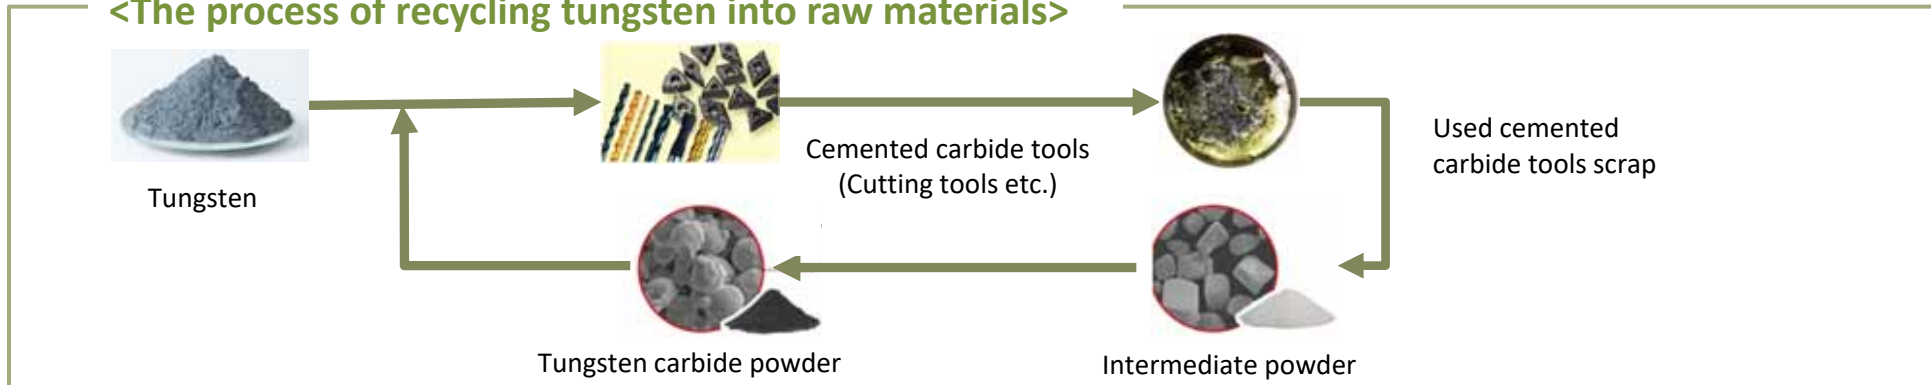 <The process of recycling tungsten into raw materials>
Tungsten
Cemented carbide tools
(Cutting tools etc.)
Used cemented
carbide tools scrap
Tungsten carbide powder
Intermediate powder